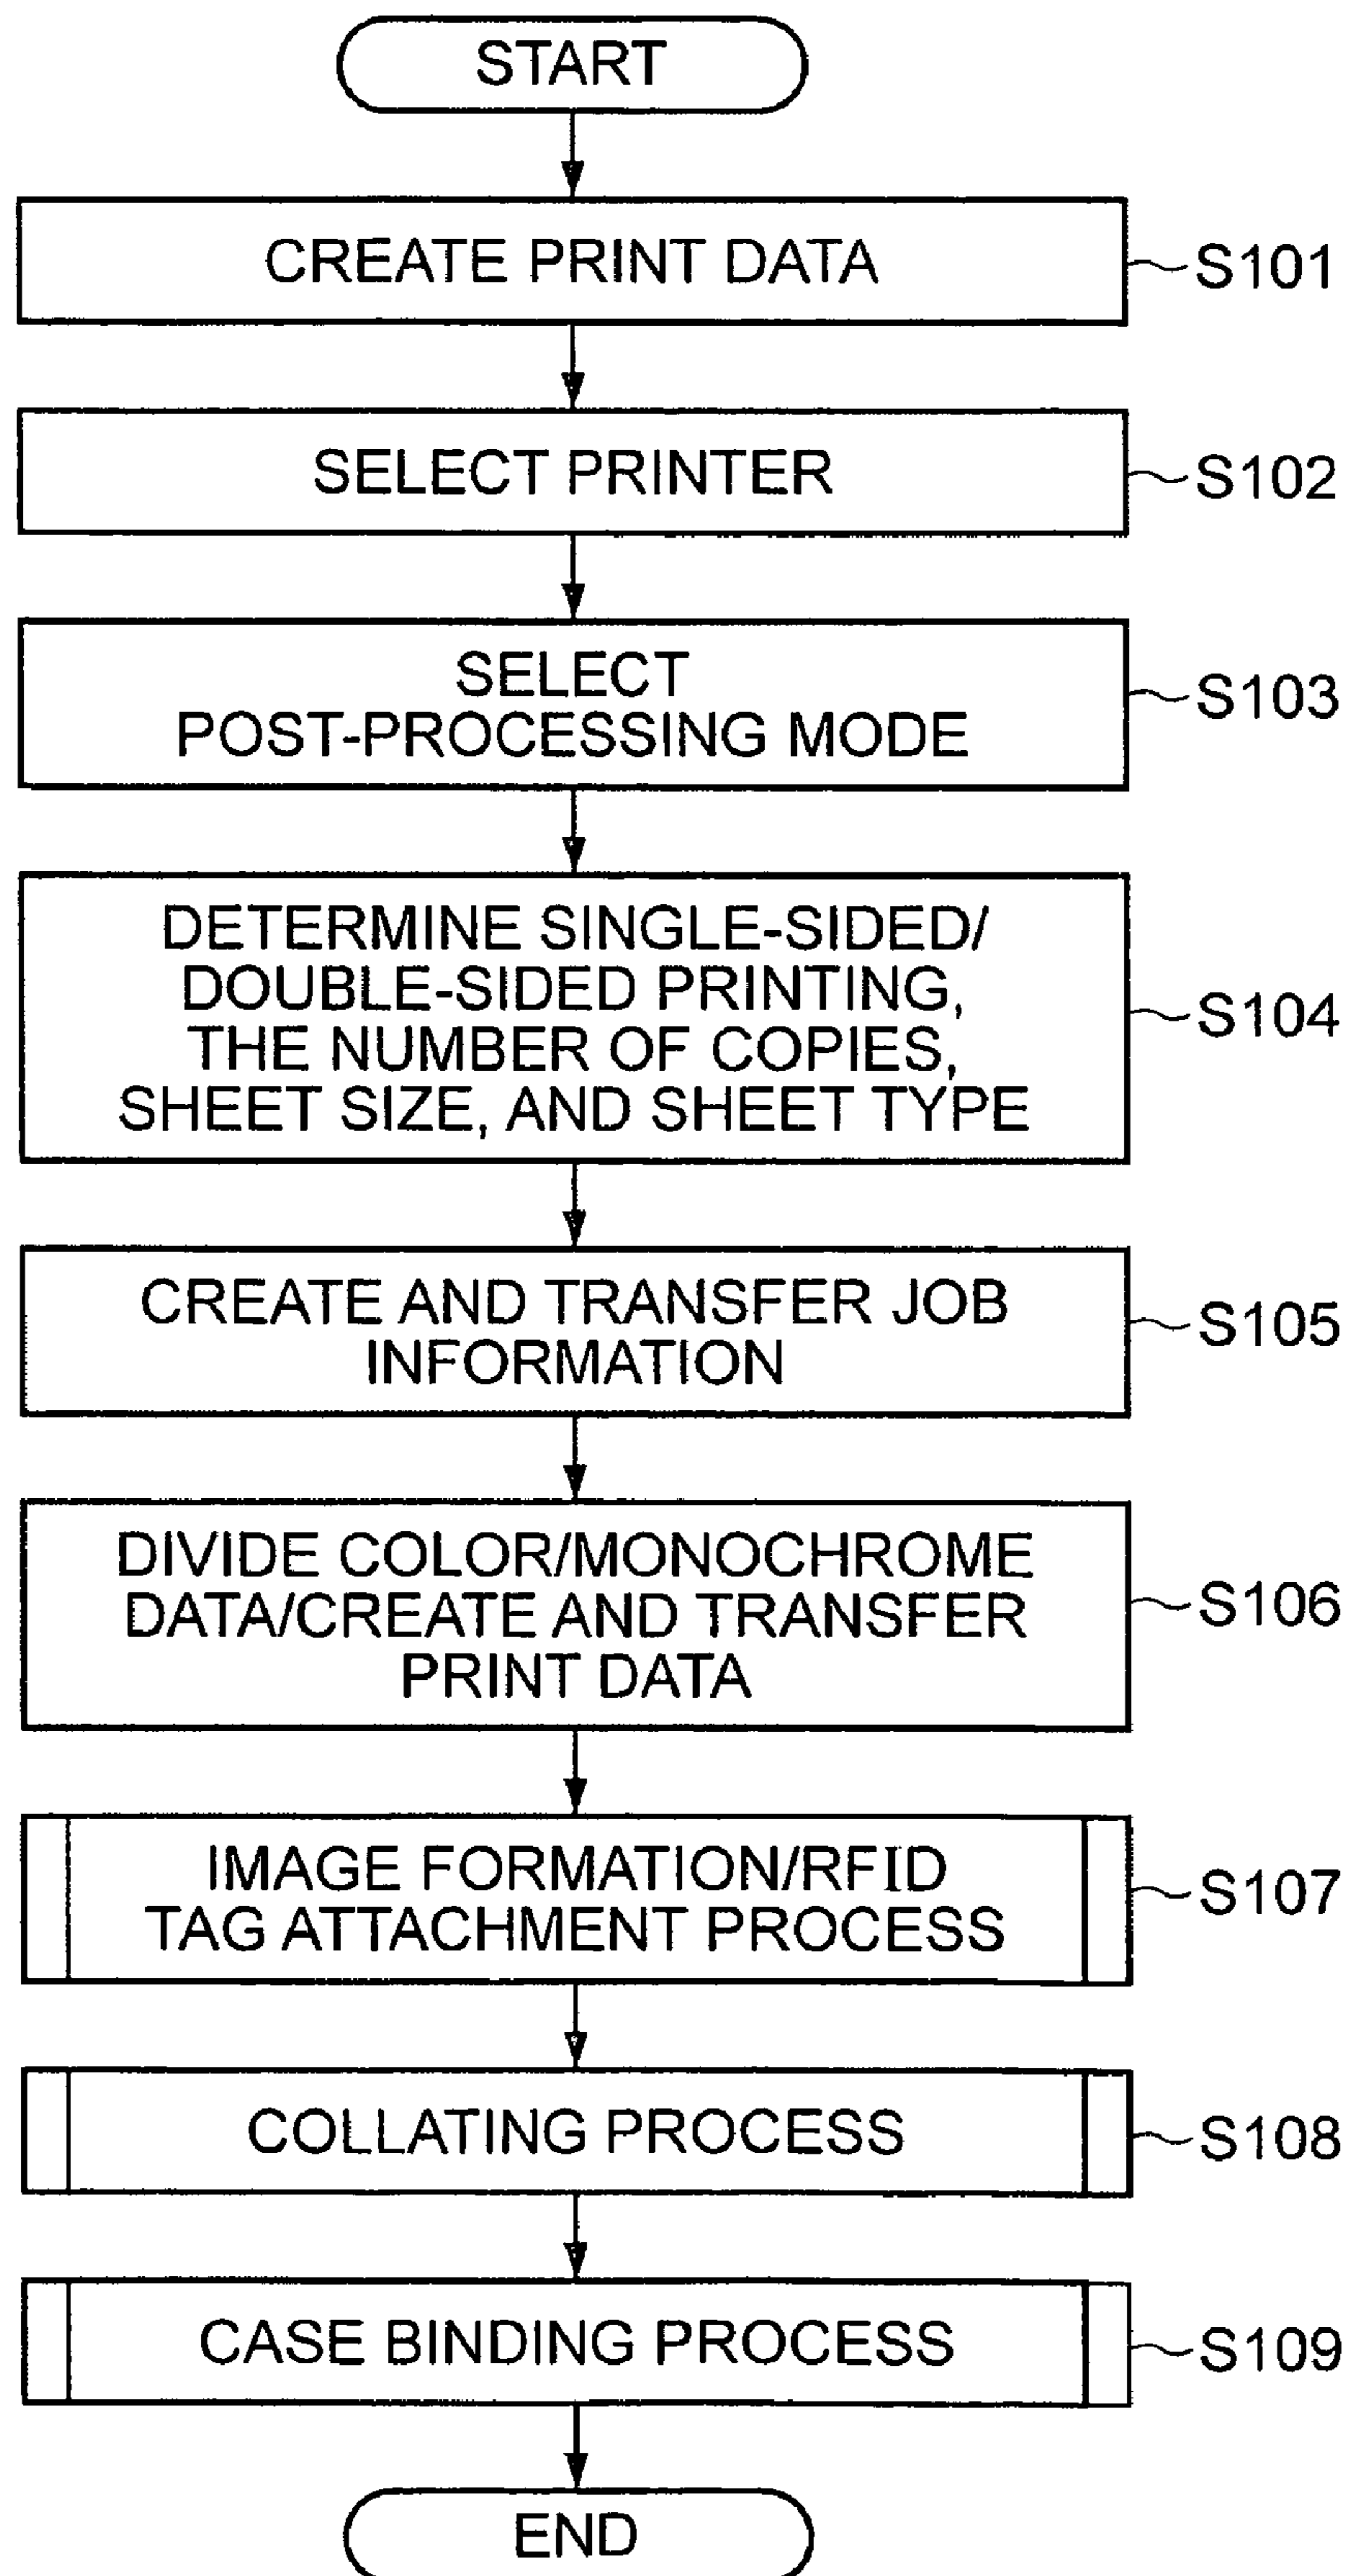 START
CREATE PRINT DATA
S101
SELECT PRINTER
S102
SELECT
POST-PROCESSING MODE
S103
DETERMINE SINGLE-SIDED/
DOUBLE-SIDED PRINTING,
THE NUMBER OF COPIES,
SHEET SIZE, AND SHEET TYPE
S104
CREATE AND TRANSFER JOB
INFORMATION
S105
DIVIDE COLOR/MONOCHROME
DATA/CREATE AND TRANSFER
PRINT DATA
S106
IMAGE FORMATION/RFID
TAG ATTACHMENT PROCESS
S107
COLLATING PROCESS
S108
CASE BINDING PROCESS
S109
END